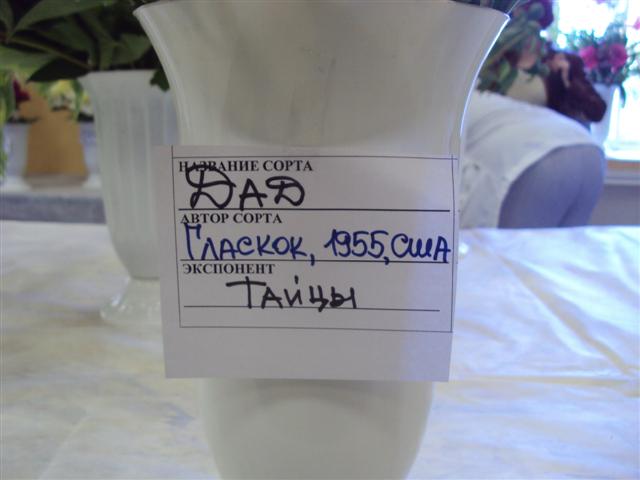 НАЗВАНИЕ СОРТА
ДАД
АВТОР СОРТА
ГЛАСКОК, 1955, США
ЭКСПОНЕНТ
ТАЙЦЫ